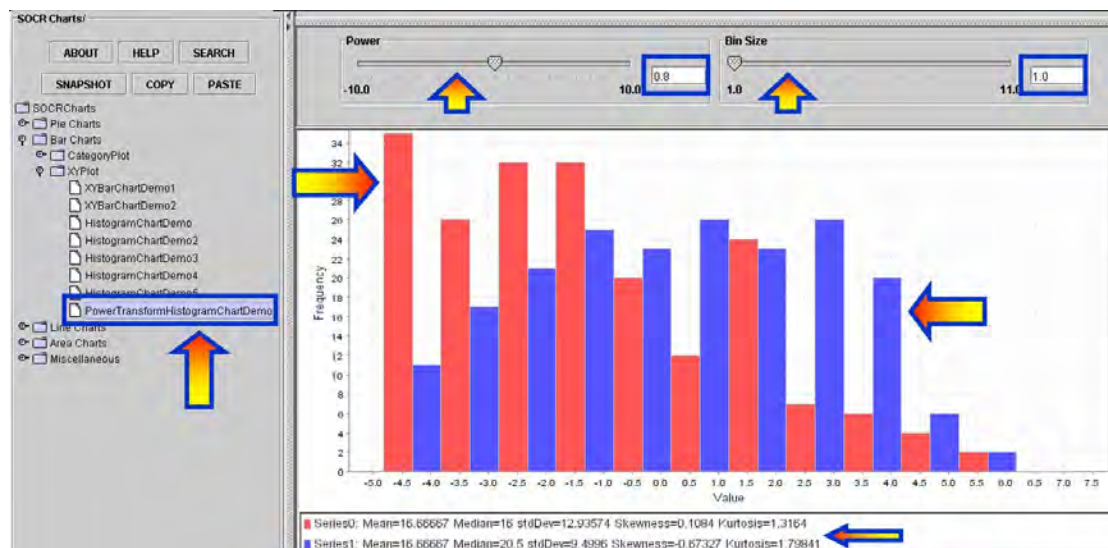 SOCR Charts/
ABOUT HELP SEARCH
SNAPSHOT COPY PASTE
SOCRCharts
Pie Charts
Bar Charts
CategoryPlot
XYPlot
XYBarChartDemo1
XYBarChartDemo2
HistogramChartDemo
HistogramChartDemo2
HistogramChartDemo3
HistogramChartDemo4
HistogramChartDemo5
PowerTransformHistogramChartDemo
Line Charts
Area Charts
Miscellaneous
Power
-10.0 10.0 0.8
Bin Size
1.0 11.0 1.0
Frequency
34
32
28
26
24
22
20
18
16
14
12
10
8
6
4
2
0
-5.0 -4.5 -4.0 -3.5 -3.0 -2.5 -2.0 -1.5 -1.0 -0.5 0.0 0.5 1.0 1.5 2.0 2.5 3.0 3.5 4.0 4.5 5.0 5.5 6.0 6.5 7.0 7.5
Value
Series0: Mean=16.66667 Median=16 stdDev=12.93574 Skewness=0.1084 Kurtosis=1.3164
Series1: Mean=16.66667 Median=20.5 stdDev=9.4996 Skewness=-0.67327 Kurtosis=1.79841